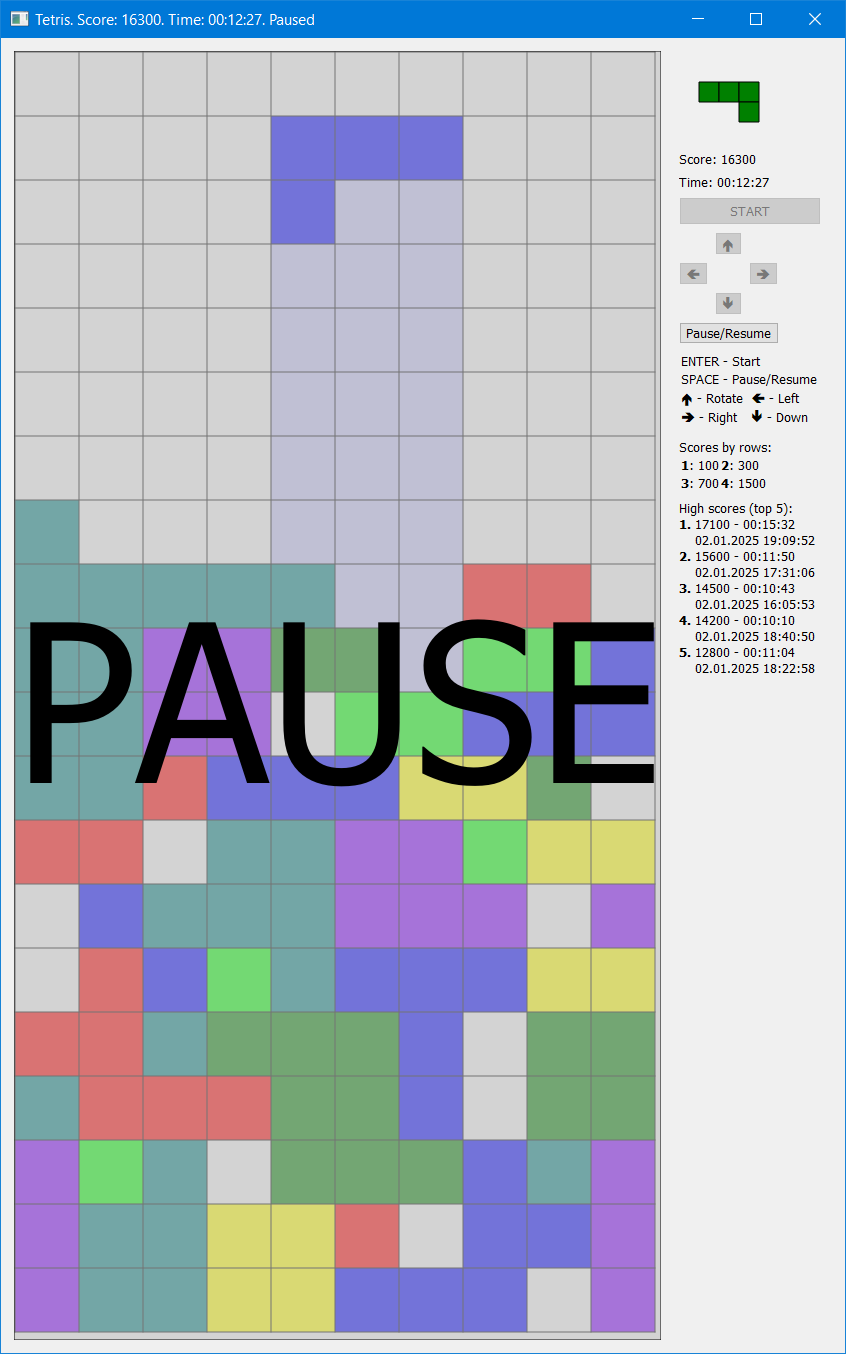 Tetris. Score: 16300. Time: 00:12:27. Paused
PAUSE
Score: 16300
Time: 00:12:27
START
Pause/Resume
ENTER - Start
SPACE - Pause/Resume
🡹 - Rotate 🡸 - Left
🡺 - Right 🡻 - Down
Scores by rows:
1: 100 2: 300
3: 700 4: 1500
High scores (top 5):
1. 17100 - 00:15:32
02.01.2025 19:09:52
2. 15600 - 00:11:50
02.01.2025 17:31:06
3. 14500 - 00:10:43
02.01.2025 16:05:53
4. 14200 - 00:10:10
02.01.2025 18:40:50
5. 12800 - 00:11:04
02.01.2025 18:22:58